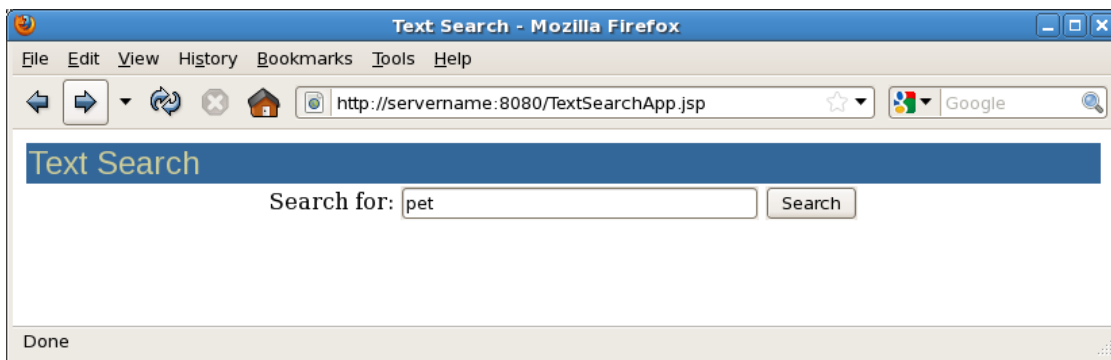 Text Search - Mozilla Firefox
File Edit View History Bookmarks Tools Help
http://servername:8080/TextSearchApp.jsp Google
Text Search
Search for: pet Search
Done